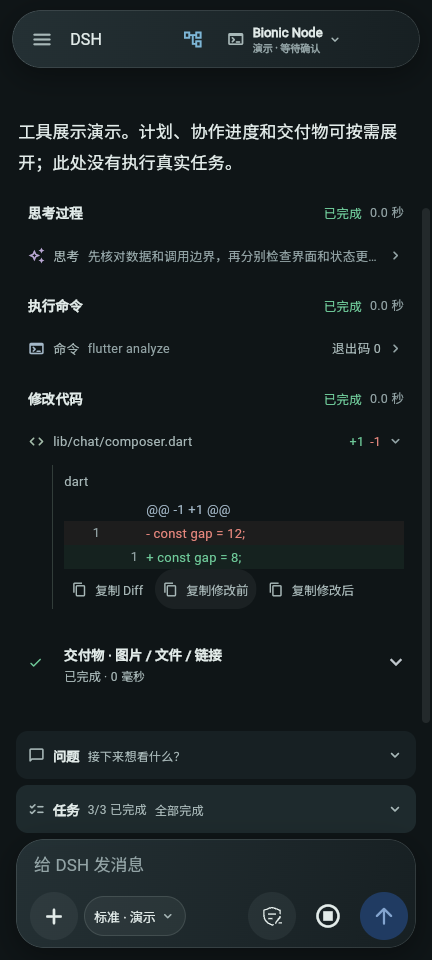 DSH
Bionic Node
演示 · 等待确认
工具展示演示。计划、协作进度和交付物可按需展
开；此处没有执行真实任务。
思考过程 已完成 0.0 秒
思考 先核对数据和调用边界，再分别检查界面和状态更…
执行命令 已完成 0.0 秒
命令 flutter analyze 退出码 0
修改代码 已完成 0.0 秒
lib/chat/composer.dart +1 -1
dart
@@ -1 +1 @@
1 - const gap = 12;
1 + const gap = 8;
复制 Diff 复制修改前 复制修改后
交付物 · 图片 / 文件 / 链接
已完成 · 0 毫秒
问题 接下来想看什么？
任务 3/3 已完成 全部完成
给 DSH 发消息
标准 · 演示